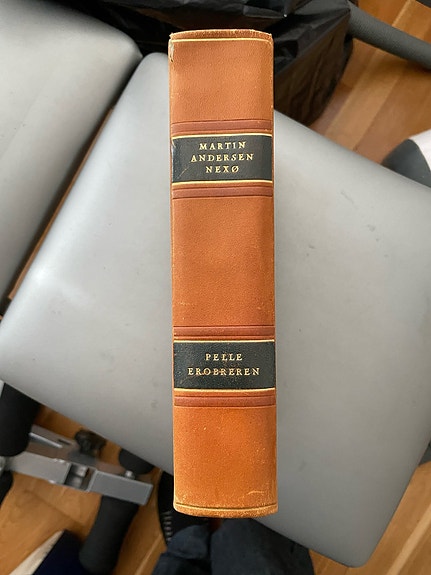 MARTIN
ANDERSEN
NEXØ
PELLE
EROBREREN